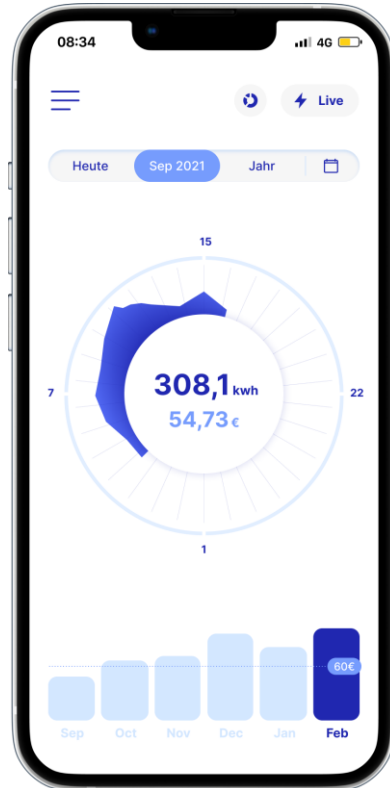 08:34 4G
Live
Heute Sep 2021 Jahr
15
7 22
308,1 kwh
54,73 €
1
60€
Sep Oct Nov Dec Jan Feb